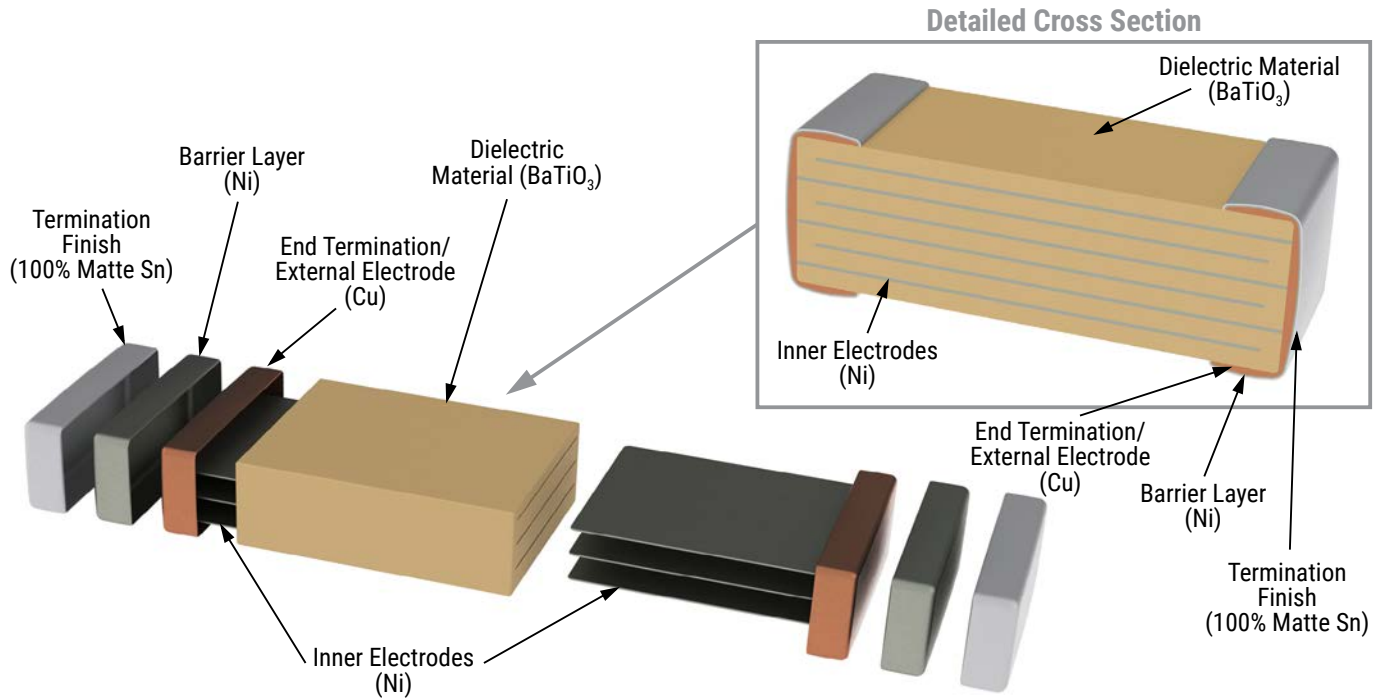 Detailed Cross Section
Dielectric Material
(BaTiO₃)
Inner Electrodes
(Ni)
End Termination/
External Electrode
(Cu)
Barrier Layer
(Ni)
Termination
Finish
(100% Matte Sn)
Termination
Finish
(100% Matte Sn)
Barrier Layer
(Ni)
End Termination/
External Electrode
(Cu)
Dielectric
Material (BaTiO₃)
Inner Electrodes
(Ni)